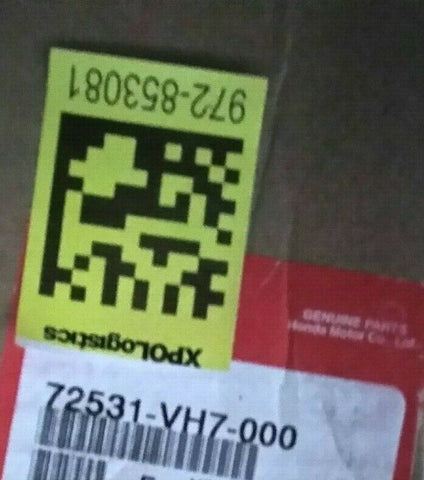 972-853081
XPOLogistics
GENUINE PARTS
Honda Motor Co., Ltd.
72531-VH7-000